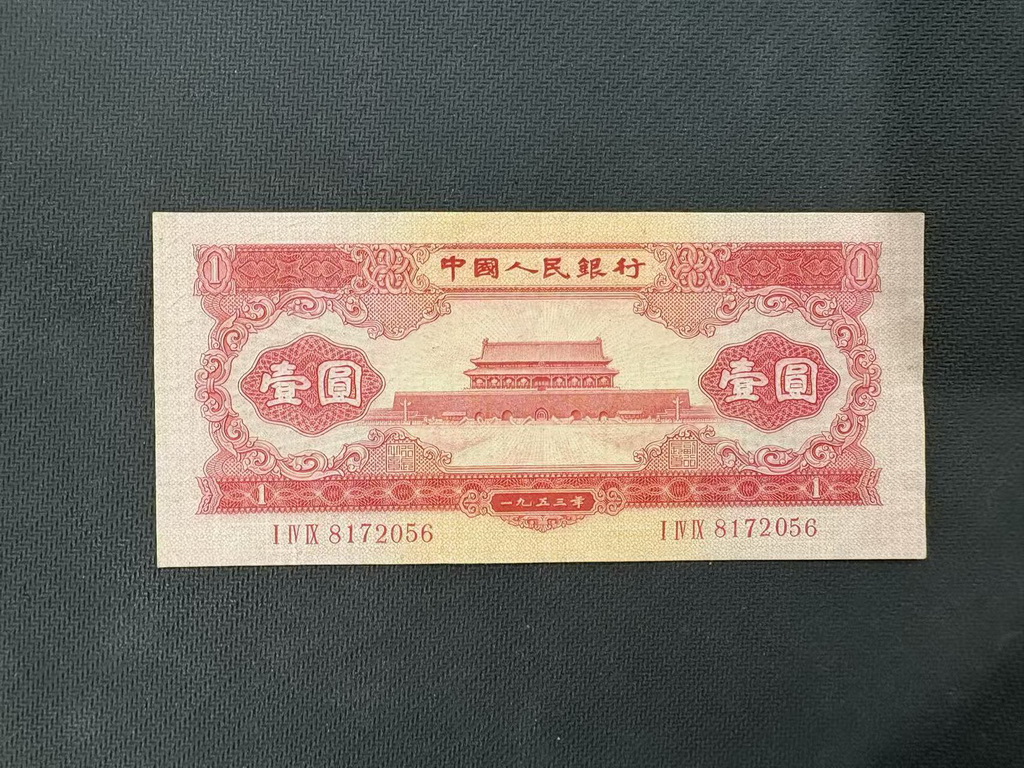 1 中國人民銀行 1
壹圓 壹圓
1 一九五三年 1
I IV IX 8172056 I IV IX 8172056